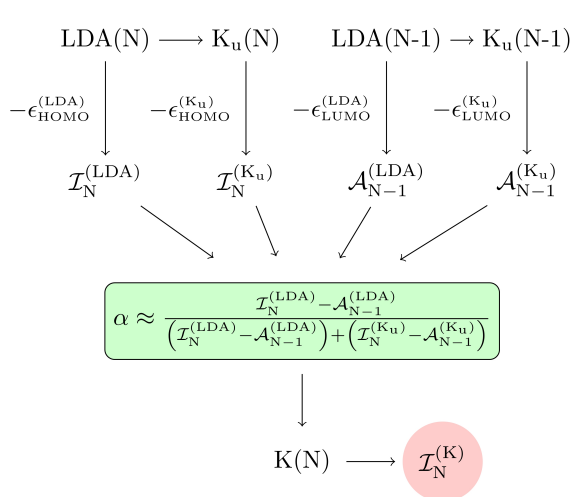 LDA(N) ⟶ K_u(N) LDA(N-1) → K_u(N-1)
−ϵ_HOMO^(LDA) −ϵ_HOMO^(K_u) −ϵ_LUMO^(LDA) −ϵ_LUMO^(K_u)
ℐ_N^(LDA) ℐ_N^(K_u) 𝒜_{N−1}^(LDA) 𝒜_{N−1}^(K_u)
α ≈ \frac{ℐ_N^(LDA) − 𝒜_{N−1}^(LDA)}{(ℐ_N^(LDA) − 𝒜_{N−1}^(LDA)) + (ℐ_N^(K_u) − 𝒜_{N−1}^(K_u))}
K(N) ⟶ ℐ_N^(K)